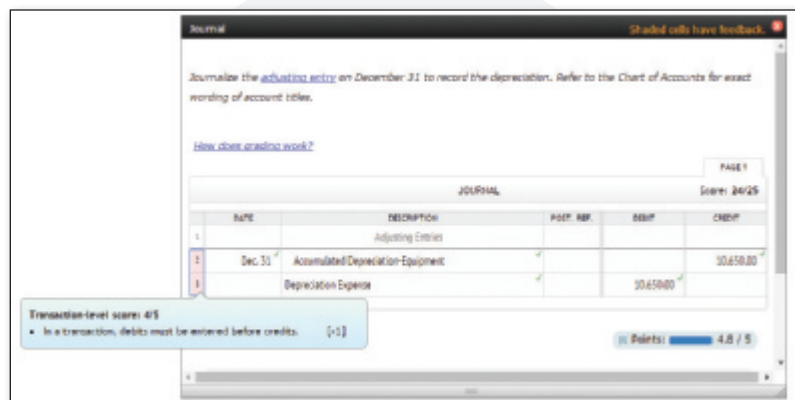 Journal
Shaded cells have feedback.
Journalize the adjusting entry on December 31 to record the depreciation. Refer to the Chart of Accounts for exact
wording of account titles.
How does grading work?
PAGE 1
JOURNAL
Score: 24/25
DATE DESCRIPTION POST. REF. DEBIT CREDIT
1 Adjusting Entries
2 Dec. 31 Accumulated Depreciation-Equipment 10,650.00
3 Depreciation Expense 10,650.00
Transaction-level score: 4/5
• In a transaction, debits must be entered before credits. [-1]
Points: 4.8 / 5